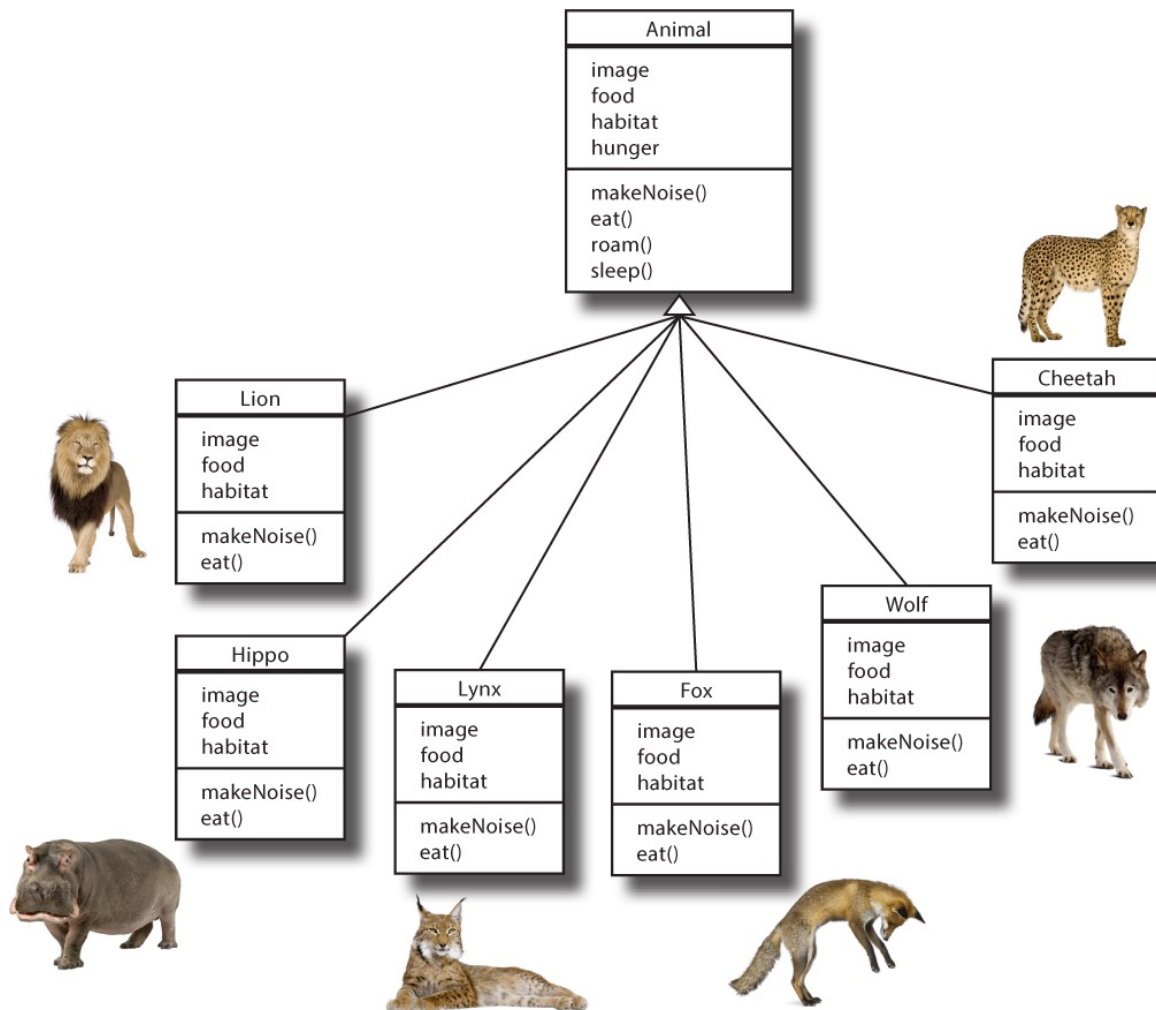 Animal
image
food
habitat
hunger
makeNoise()
eat()
roam()
sleep()
Lion
image
food
habitat
makeNoise()
eat()
Hippo
image
food
habitat
makeNoise()
eat()
Lynx
image
food
habitat
makeNoise()
eat()
Fox
image
food
habitat
makeNoise()
eat()
Wolf
image
food
habitat
makeNoise()
eat()
Cheetah
image
food
habitat
makeNoise()
eat()